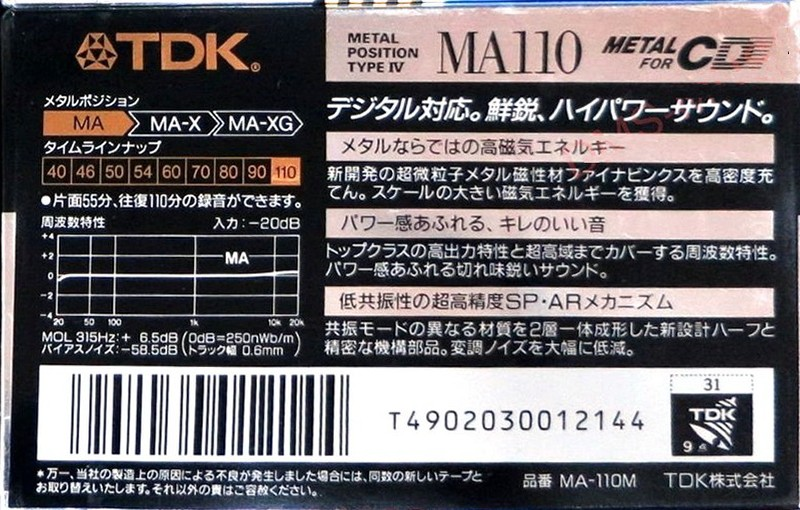 TDK®
METAL
POSITION
TYPE IV
MA110
METAL
FOR CD
メタルポジション
MA MA-X MA-XG
タイムラインナップ
40 46 50 54 60 70 80 90 110
●片面55分、往復110分の録音ができます。
周波数特性 入力:-20dB
+4
+2
0
-2
-4
MA
20 50 100 1k 10k 20k
MOL 315Hz:+ 6.5dB (0dB=250nWb/m)
バイアスノイズ:-58.5dB (トラック幅 0.6mm)
デジタル対応。鮮鋭、ハイパワーサウンド。
メタルならではの高磁気エネルギー
新開発の超微粒子メタル磁性材ファイナビンクスを高密度充
てん。スケールの大きい磁気エネルギーを獲得。
パワー感あふれる、キレのいい音
トップクラスの高出力特性と超高域までカバーする周波数特性。
パワー感あふれる切れ味鋭いサウンド。
低共振性の超高精度SP・ARメカニズム
共振モードの異なる材質を2層一体成形した新設計ハーフと
精密な機構部品。変調ノイズを大幅に低減。
T4902030012144
31
TDK
9点
*万一、当社の製造上の原因による不良が発生しました場合には、同数の新しいテープと
お取り替えいたします。それ以外の責はご容赦ください。
品番 MA-110M TDK株式会社